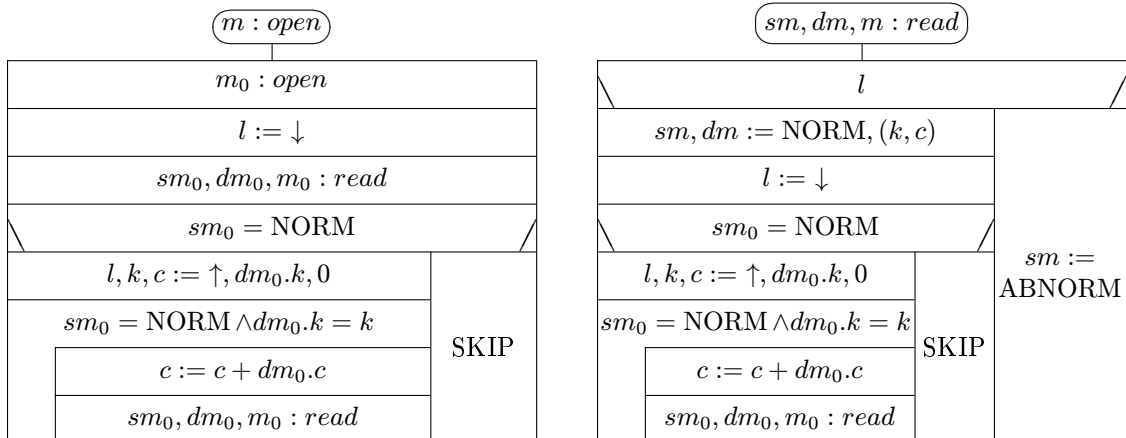 m : open
m₀ : open
l := ↓
sm₀, dm₀, m₀ : read
sm₀ = NORM
l, k, c := ↑, dm₀.k, 0
sm₀ = NORM ∧dm₀.k = k
c := c + dm₀.c
sm₀, dm₀, m₀ : read
SKIP
sm, dm, m : read
l
sm, dm := NORM, (k, c)
l := ↓
sm₀ = NORM
l, k, c := ↑, dm₀.k, 0
sm₀ = NORM ∧dm₀.k = k
c := c + dm₀.c
sm₀, dm₀, m₀ : read
SKIP
sm :=
ABNORM